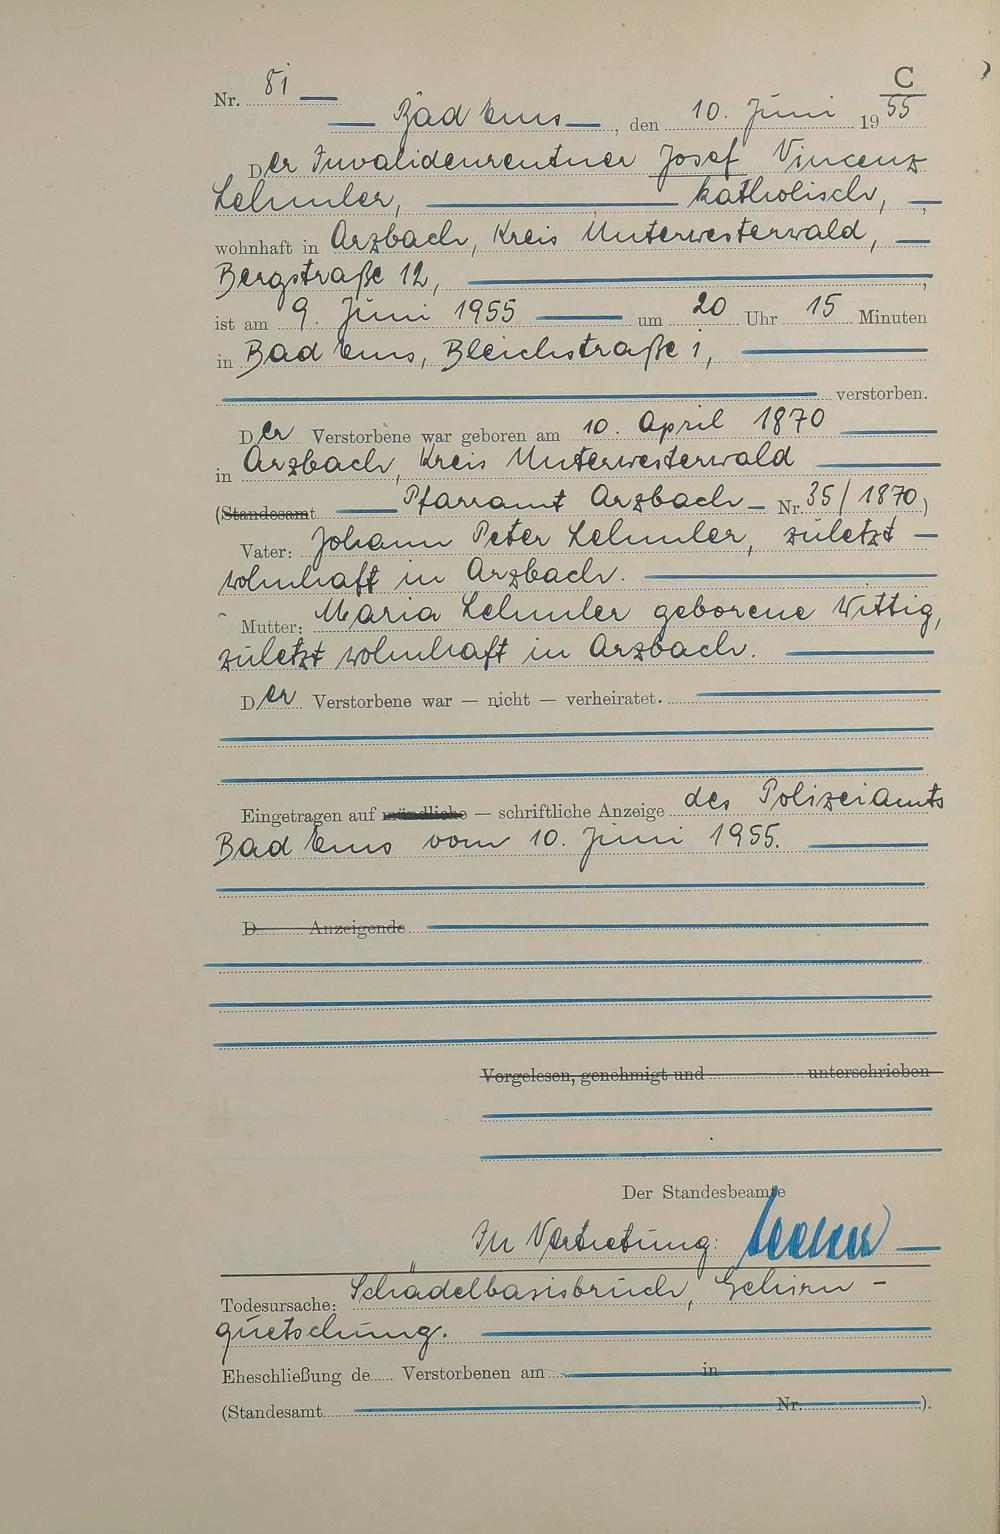 C
Nr. 81
Bad Ems, den 10. Juni 1955
Der Invalidenrentner Josef Vincenz
Lehmler, katholisch,
wohnhaft in Arzbach, Kreis Unterwesterwald,
Bergstraße 12,
ist am 9. Juni 1955 um 20 Uhr 15 Minuten
in Bad Ems, Bleichstraße 1,
verstorben.
Der Verstorbene war geboren am 10. April 1870
in Arzbach, Kreis Unterwesterwald
(Standesamt Pfarramt Arzbach Nr. 35/1870)
Vater: Johann Peter Lehmler, zuletzt
wohnhaft in Arzbach.
Mutter: Maria Lehmler geborene Wittig,
zuletzt wohnhaft in Arzbach.
Der Verstorbene war — nicht — verheiratet.
Eingetragen auf mündliche — schriftliche Anzeige des Polizeiamts
Bad Ems vom 10. Juni 1955.
D Anzeigende
Vorgelesen, genehmigt und unterschrieben
Der Standesbeamte
In Vertretung:
Todesursache: Schädelbasisbruch, Gehirn-
quetschung.
Eheschließung de Verstorbenen am in
(Standesamt Nr. ).